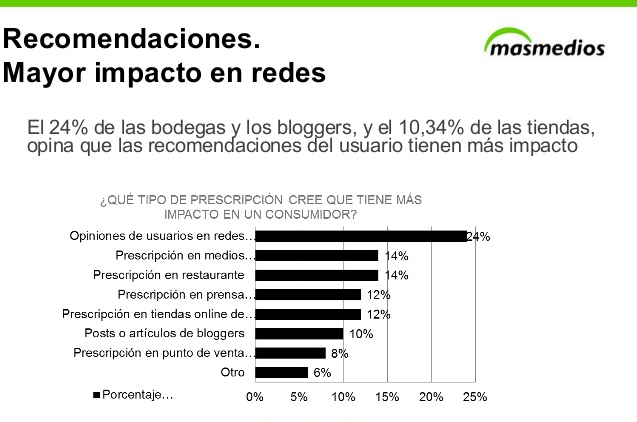 Recomendaciones.
Mayor impacto en redes
masmedios
El 24% de las bodegas y los bloggers, y el 10,34% de las tiendas,
opina que las recomendaciones del usuario tienen más impacto
¿QUÉ TIPO DE PRESCRIPCIÓN CREE QUE TIENE MÁS
IMPACTO EN UN CONSUMIDOR?
Opiniones de usuarios en redes… 24%
Prescripción en medios… 14%
Prescripción en restaurante 14%
Prescripción en prensa… 12%
Prescripción en tiendas online de… 12%
Posts o artículos de bloggers 10%
Prescripción en punto de venta… 8%
Otro 6%
Porcentaje…
0% 5% 10% 15% 20% 25%